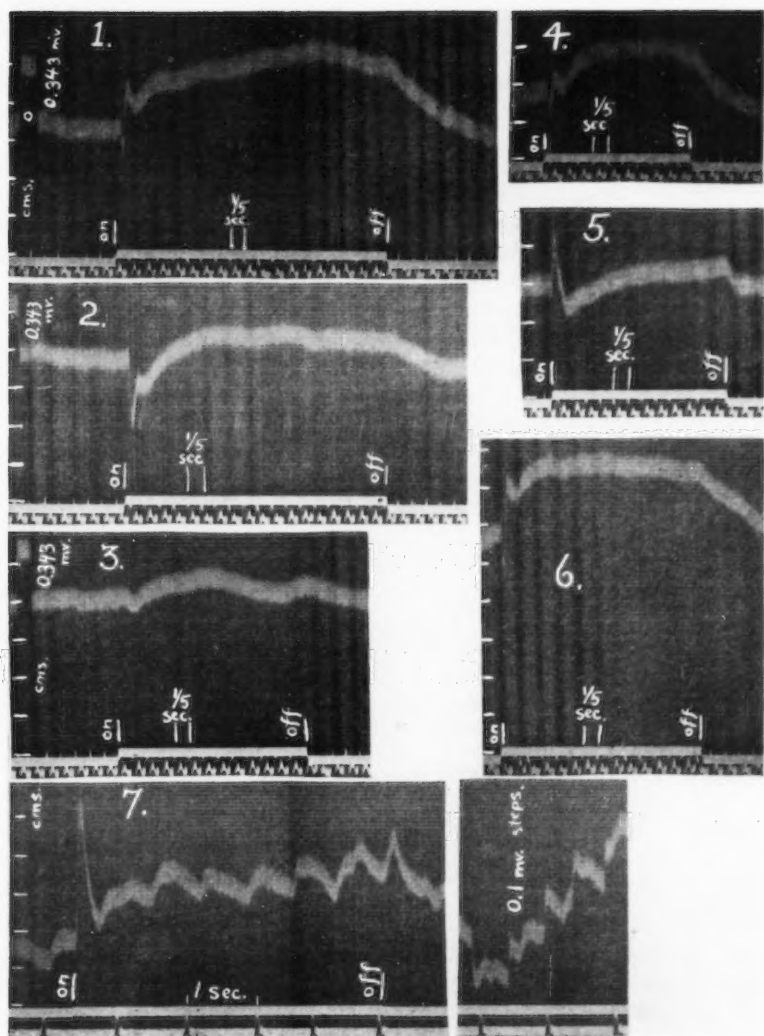 1.
0.343 mv.
0
cms.
on
1/5
sec.
off
2.
0.343
mv.
on
1/5
sec
off
3.
0.343
mv.
cms.
on
1/5
sec.
off
4.
on
1/5
sec
off
5.
on
1/5
sec.
off
6.
on
1/5
sec.
off
7.
cms.
on
1 sec.
off
0.1 mv. steps.